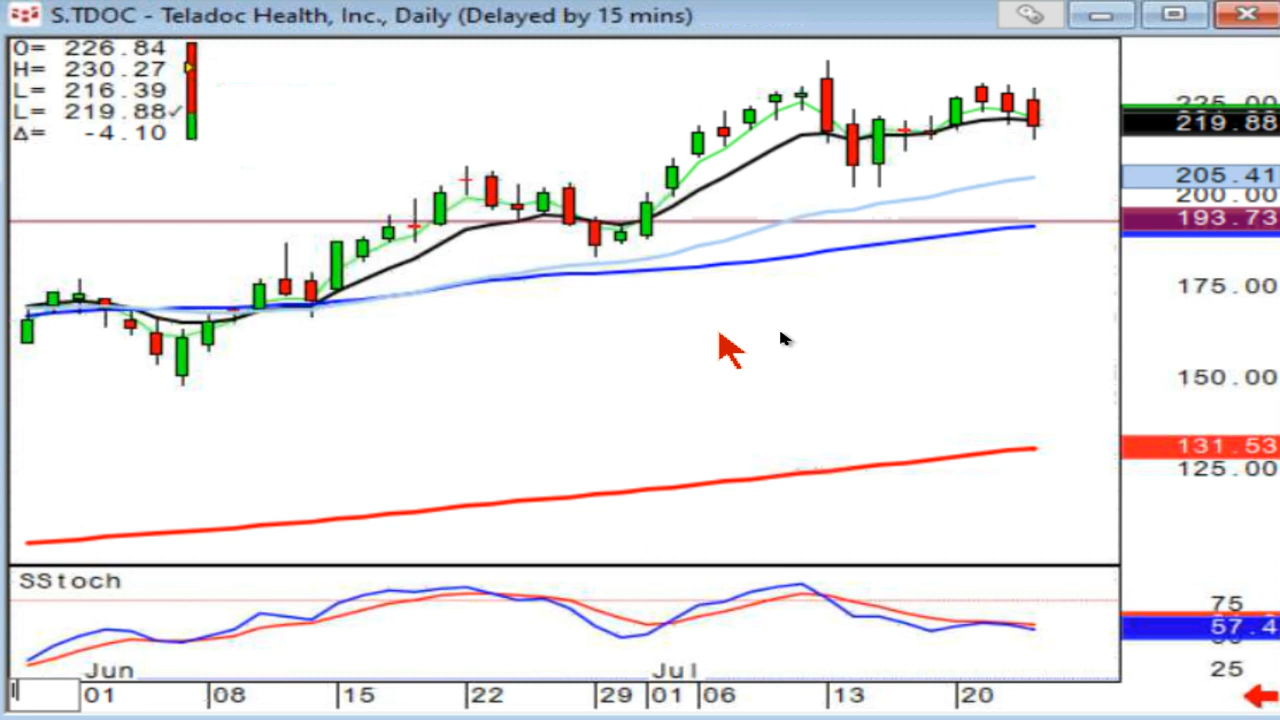 S.TDOC - Teladoc Health, Inc., Daily (Delayed by 15 mins)
O= 226.84
H= 230.27
L= 216.39
L= 219.88✓
Δ= -4.10
225.00
219.88
205.41
200.00
193.73
175.00
150.00
131.53
125.00
SStoch
75
57.4
25
Jun Jul
01 08 15 22 29 01 06 13 20